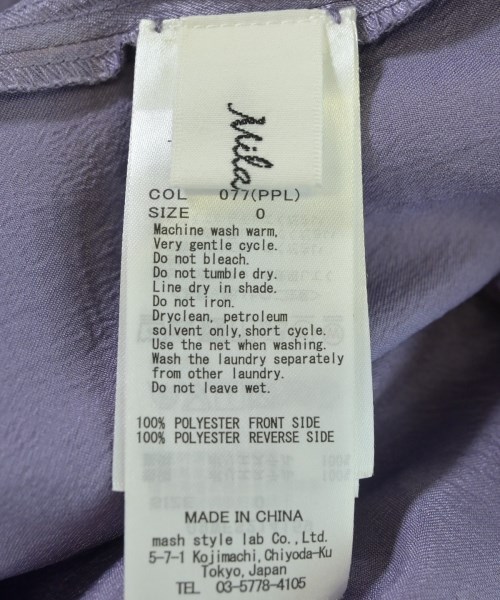 Mila
COL 077(PPL)
SIZE 0
Machine wash warm,
Very gentle cycle.
Do not bleach.
Do not tumble dry.
Line dry in shade.
Do not iron.
Dryclean, petroleum
solvent only,short cycle.
Use the net when washing.
Wash the laundry separately
from other laundry.
Do not leave wet.
100% POLYESTER FRONT SIDE
100% POLYESTER REVERSE SIDE
MADE IN CHINA
mash style lab Co.,Ltd.
5-7-1 Kojimachi,Chiyoda-Ku
Tokyo,Japan
TEL 03-5778-4105